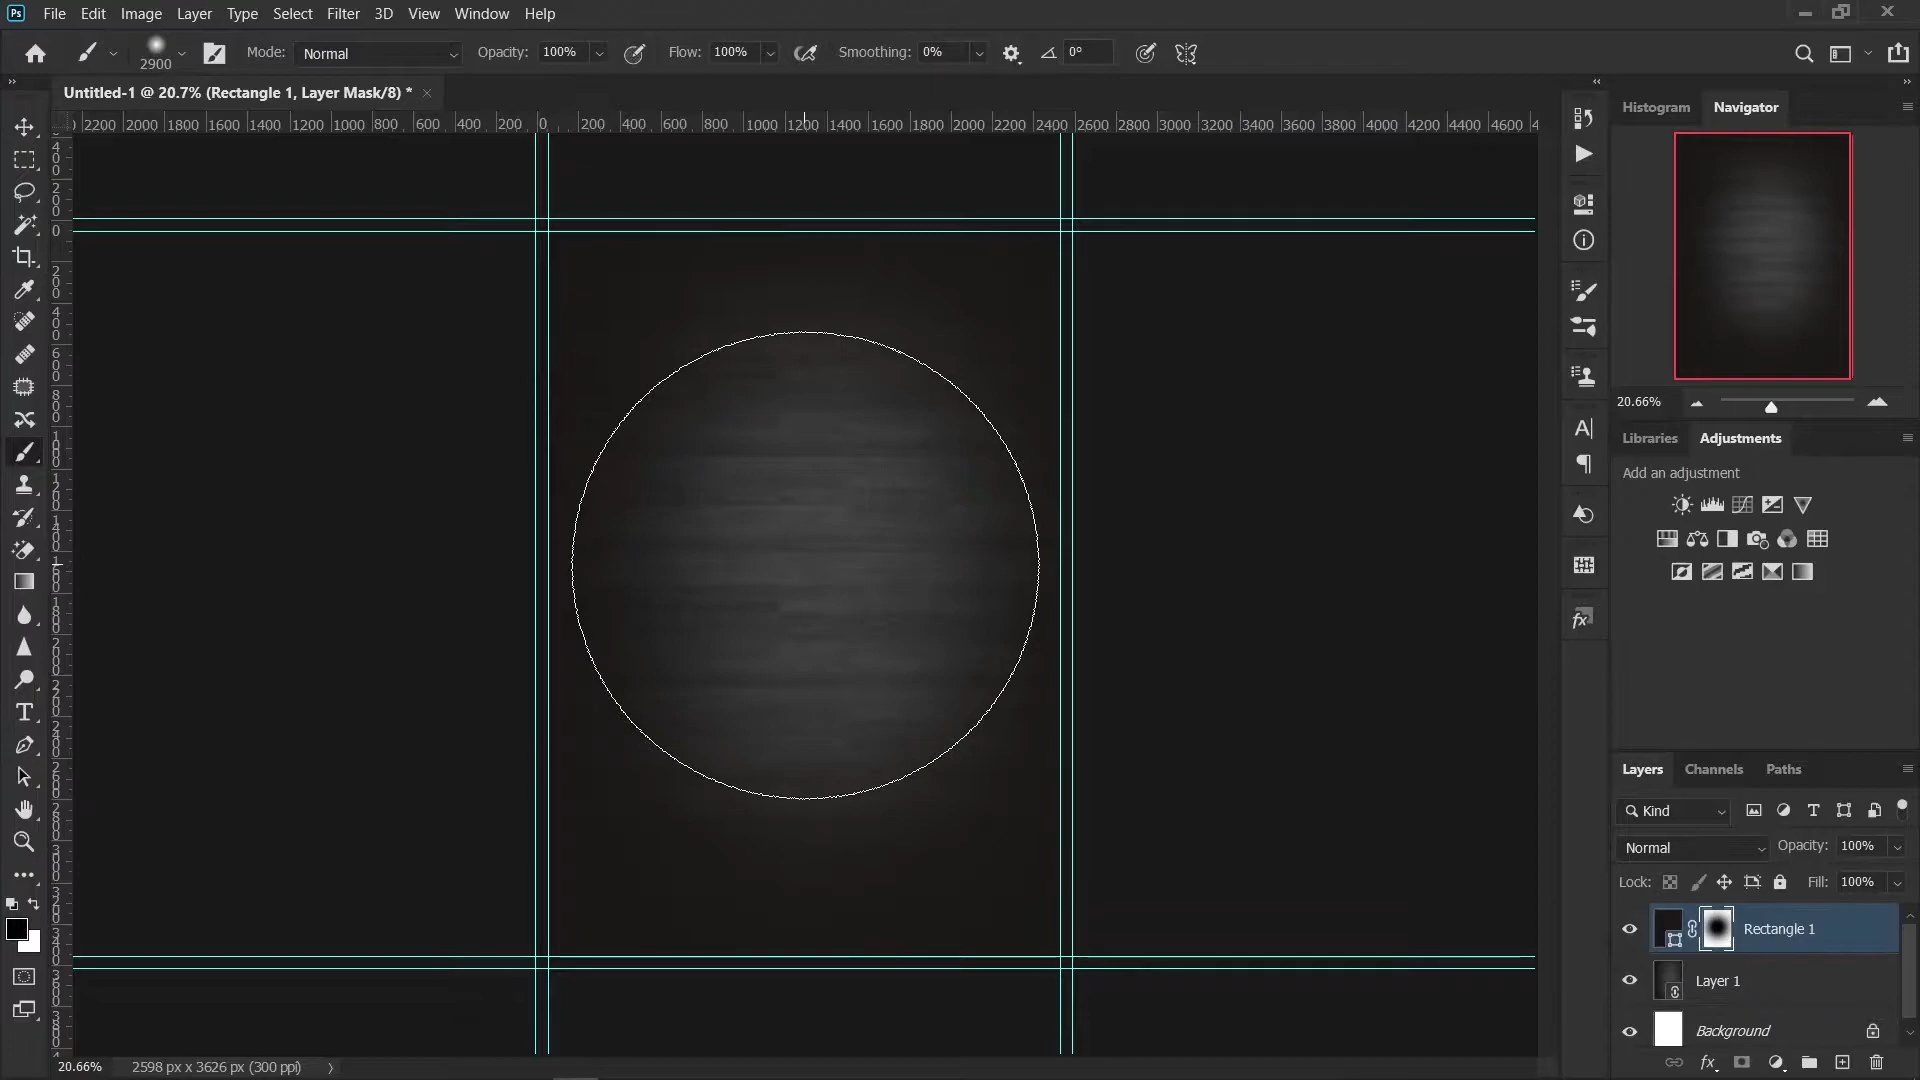 Ps File Edit Image Layer Type Select Filter 3D View Window Help
2900 Mode: Normal Opacity: 100% Flow: 100% Smoothing: 0% 0°
Untitled-1 @ 20.7% (Rectangle 1, Layer Mask/8) *
2200 2000 1800 1600 1400 1200 1000 800 600 400 200 0 200 400 600 800 1000 1200 1400 1600 1800 2000 2200 2400 2600 2800 3000 3200 3400 3600 3800 4000 4200 4400 4600
Histogram Navigator
20.66%
Libraries Adjustments
Add an adjustment
Layers Channels Paths
Kind
Normal Opacity: 100%
Lock: Fill: 100%
Rectangle 1
Layer 1
Background
fx
20.66% 2598 px x 3626 px (300 ppi)